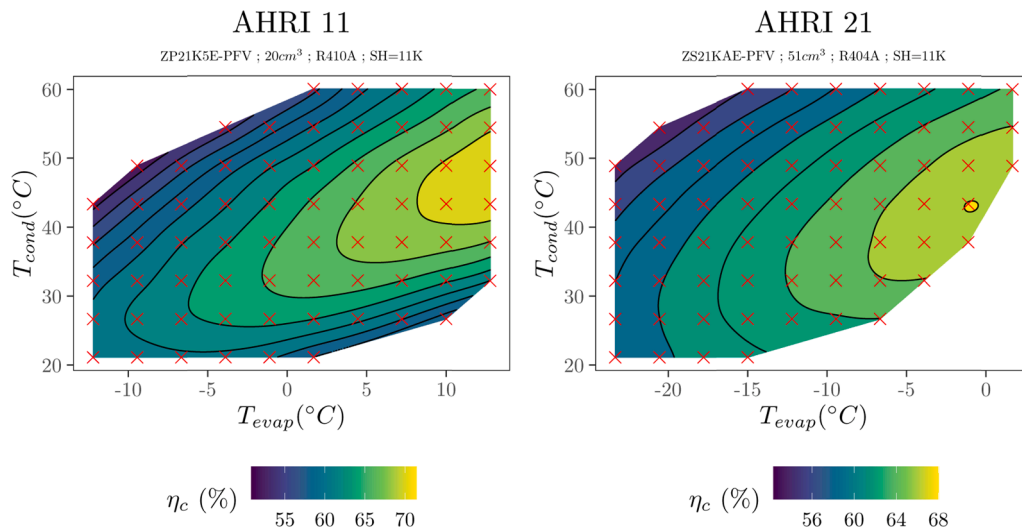 AHRI 11
ZP21K5E-PFV ; 20cm³ ; R410A ; SH=11K
60
50
40
30
20
T_cond(°C)
-10 -5 0 5 10
T_evap(°C)
η_c (%)
55 60 65 70
AHRI 21
ZS21KAE-PFV ; 51cm³ ; R404A ; SH=11K
60
50
40
30
20
T_cond(°C)
-20 -15 -10 -5 0
T_evap(°C)
η_c (%)
56 60 64 68